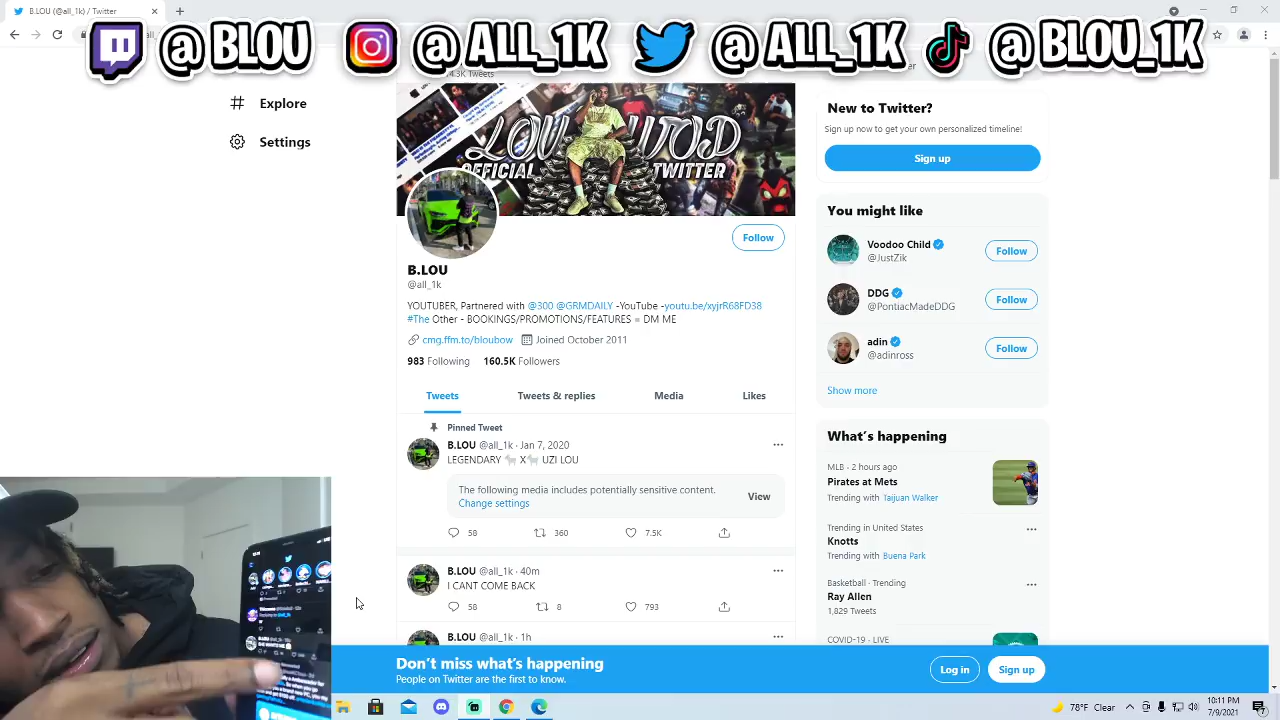 B.LOU (@all_1k) / Twitter
@BLOU @ALL_1K @ALL_1K @BLOU_1K
Tweets
Explore
Settings
LOU
OFFICIAL TWITTER
Follow
B.LOU
@all_1k
YOUTUBER, Partnered with @300 @GRMDAILY -YouTube -youtu.be/xyjrR68FD38
#The Other - BOOKINGS/PROMOTIONS/FEATURES = DM ME
cmg.ffm.to/bloubow Joined October 2011
983 Following 160.5K Followers
Tweets Tweets & replies Media Likes
Pinned Tweet
B.LOU @all_1k · Jan 7, 2020
LEGENDARY 🐐 X🐐 UZI LOU
The following media includes potentially sensitive content.
Change settings
View
58 360 7.5K
B.LOU @all_1k · 40m
I CANT COME BACK
58 8 793
B.LOU @all_1k · 1h
New to Twitter?
Sign up now to get your own personalized timeline!
Sign up
You might like
Voodoo Child
@JustZik
Follow
DDG
@PontiacMadeDDG
Follow
adin
@adinross
Follow
Show more
What's happening
MLB · 2 hours ago
Pirates at Mets
Trending with Taijuan Walker
Trending in United States
Knotts
Trending with Buena Park
Basketball · Trending
Ray Allen
1,829 Tweets
COVID-19 · LIVE
Don't miss what's happening
People on Twitter are the first to know.
Log in
Sign up
78°F Clear
10:11 PM
7/9/2021